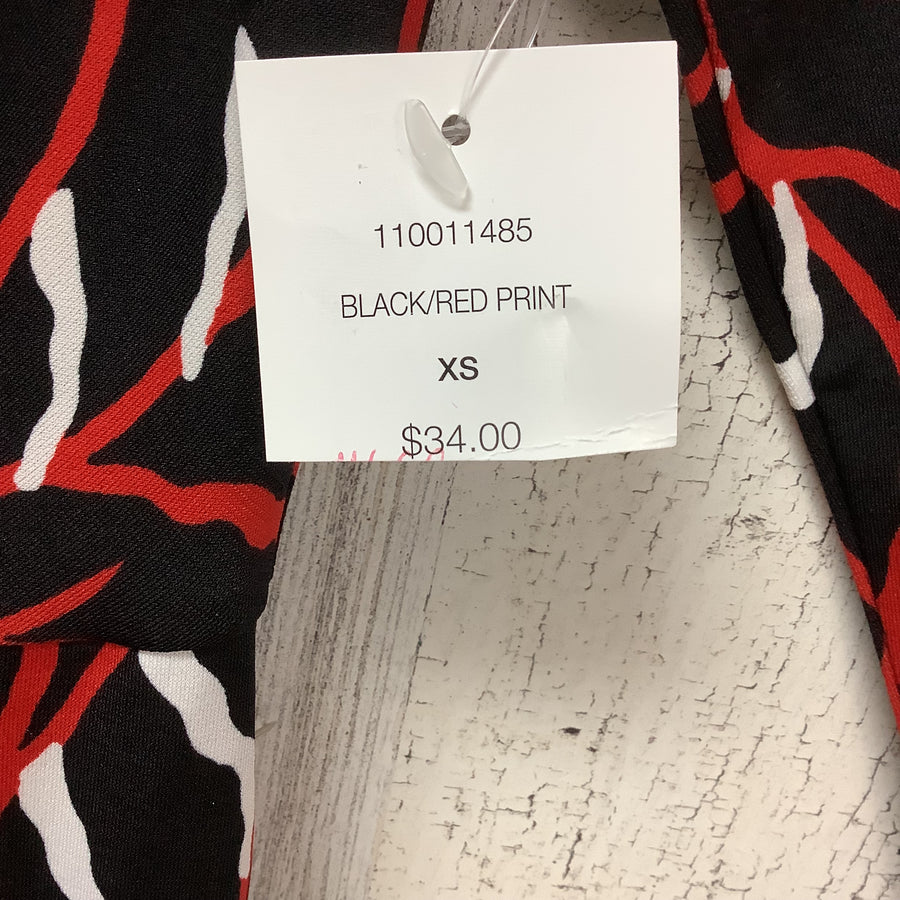 110011485
BLACK/RED PRINT
XS
$34.00